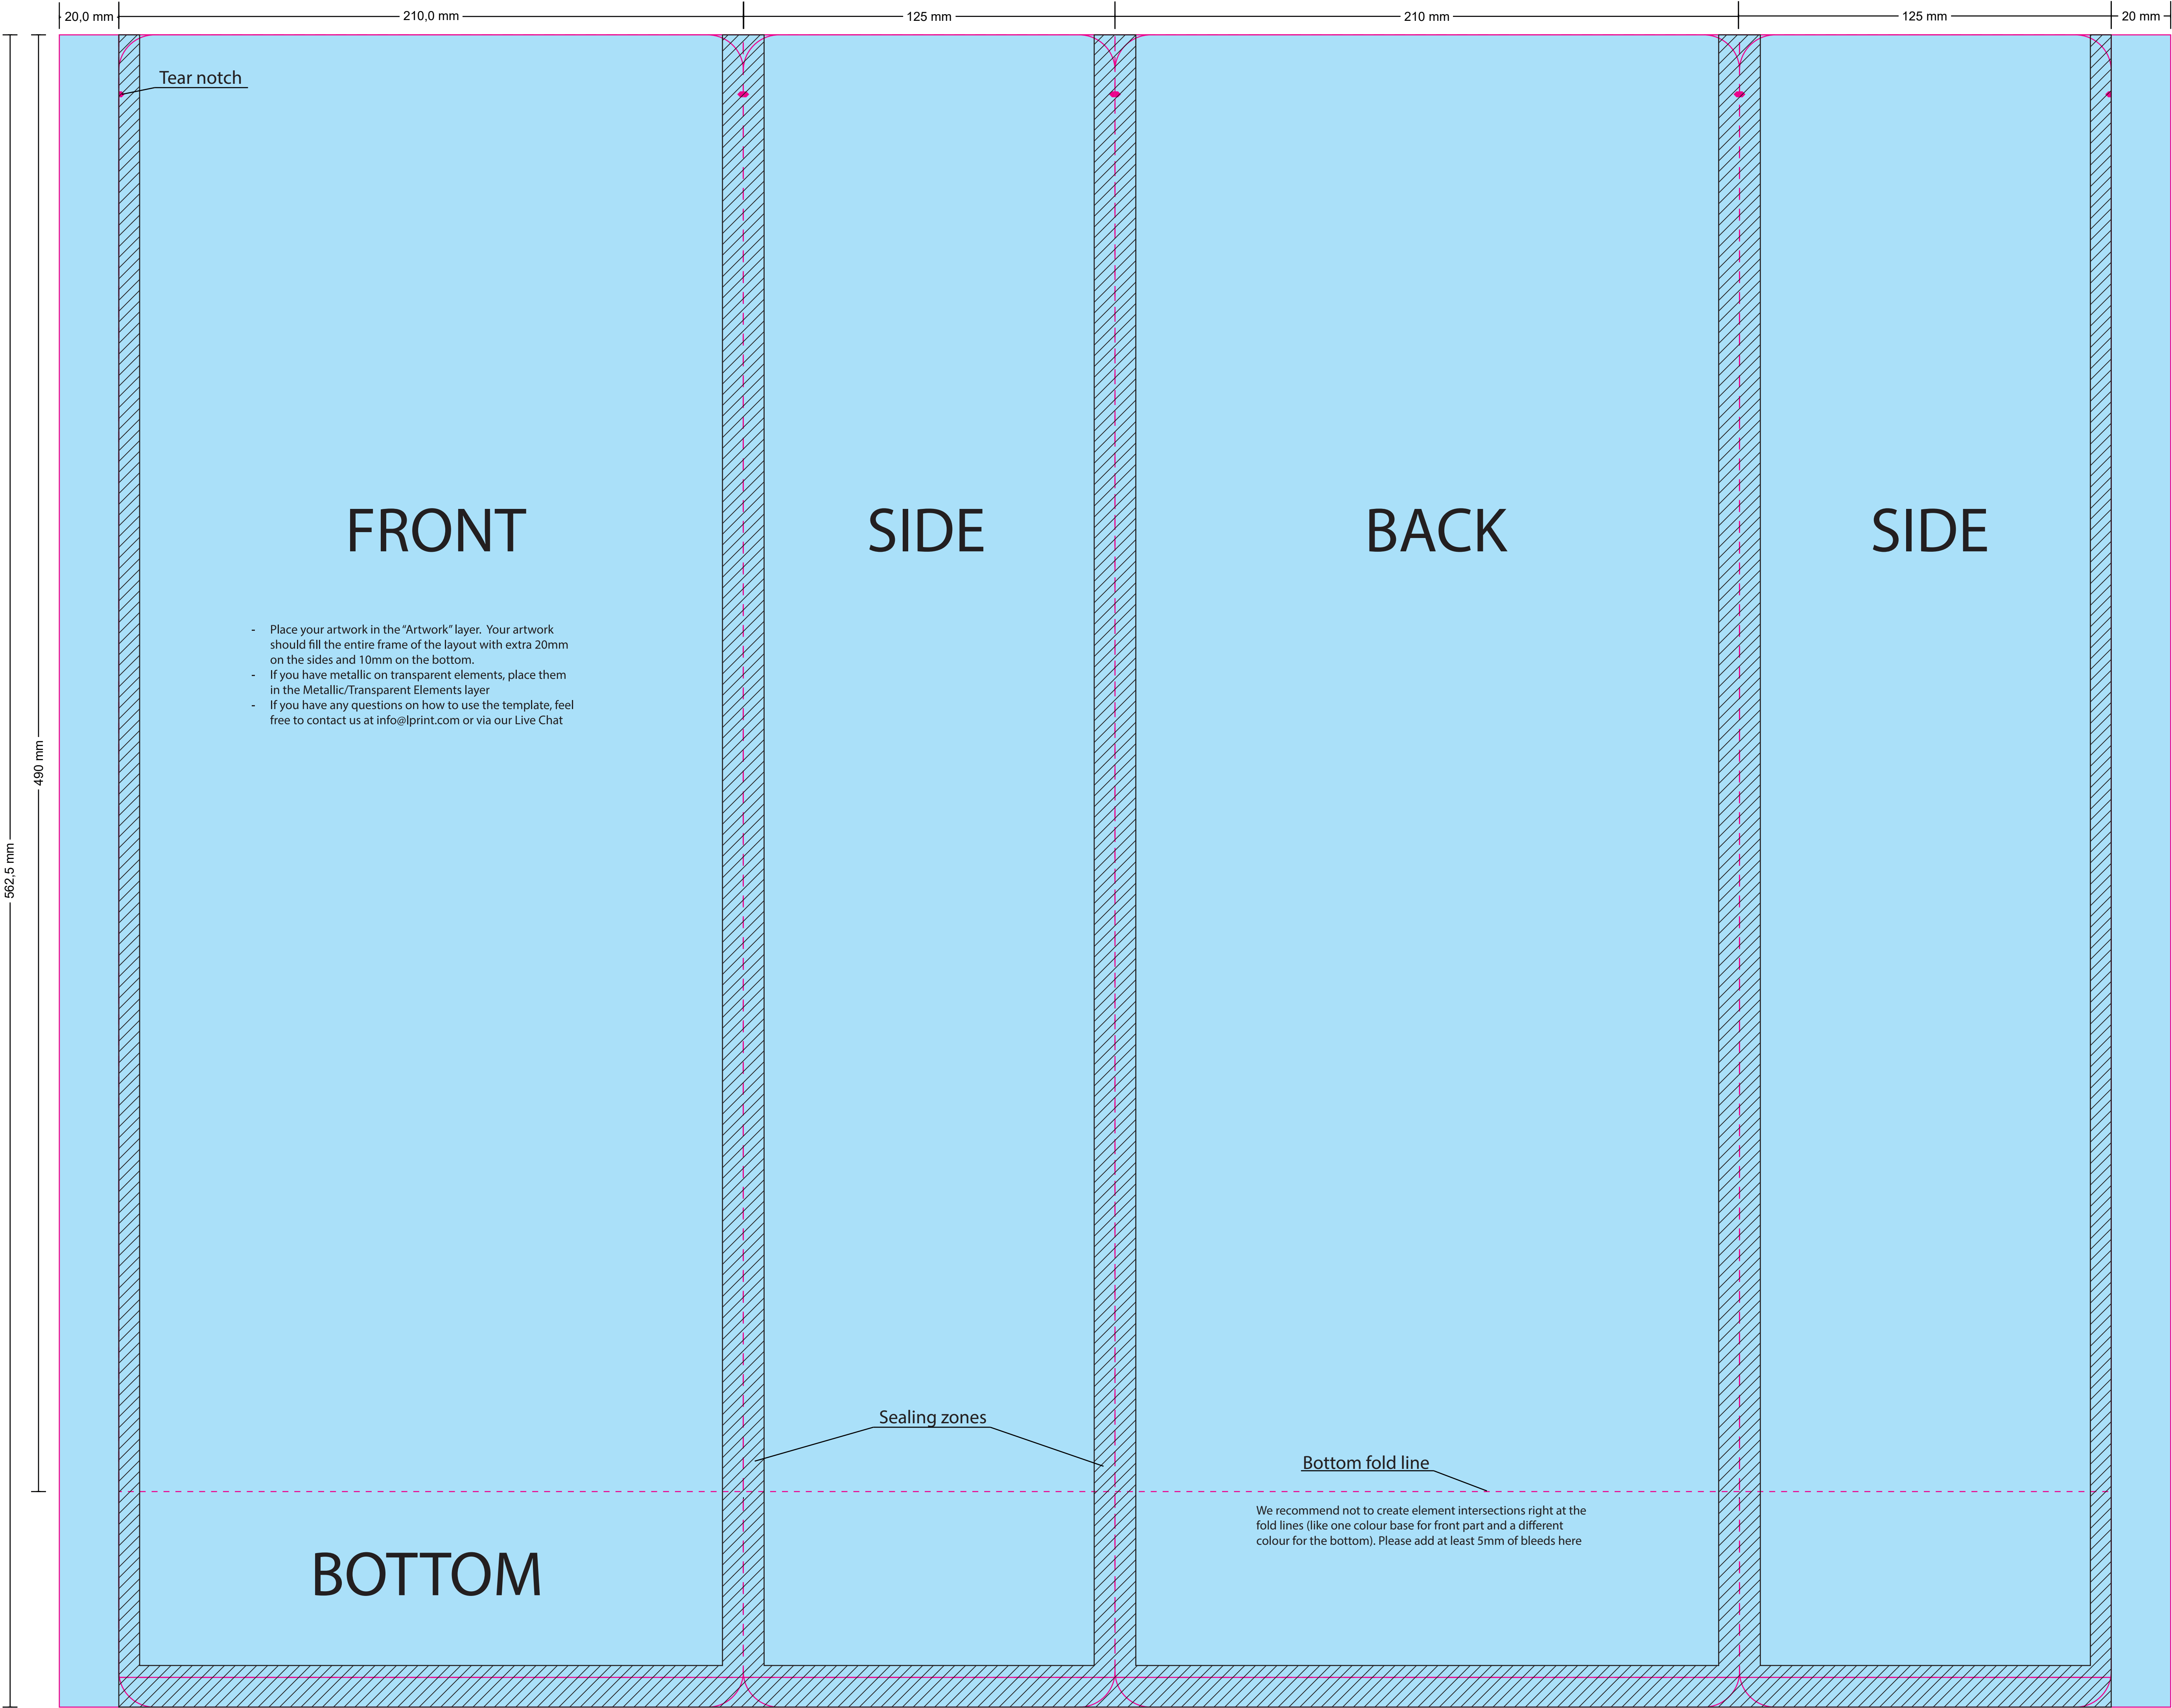 20,0 mm
210,0 mm
125 mm
210 mm
125 mm
20 mm
Tear notch
FRONT
SIDE
BACK
SIDE
- Place your artwork in the “Artwork” layer. Your artwork
should fill the entire frame of the layout with extra 20mm
on the sides and 10mm on the bottom.
- If you have metallic on transparent elements, place them
in the Metallic/Transparent Elements layer
- If you have any questions on how to use the template, feel
free to contact us at info@lprint.com or via our Live Chat
490 mm
562,5 mm
Sealing zones
Bottom fold line
We recommend not to create element intersections right at the
fold lines (like one colour base for front part and a different
colour for the bottom). Please add at least 5mm of bleeds here
BOTTOM